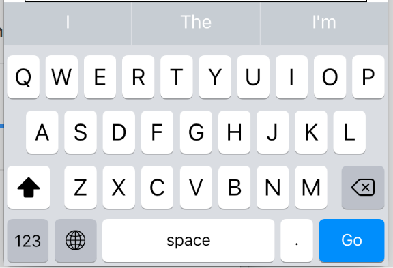 I The I'm
Q W E R T Y U I O P
A S D F G H J K L
Z X C V B N M
123 space . Go